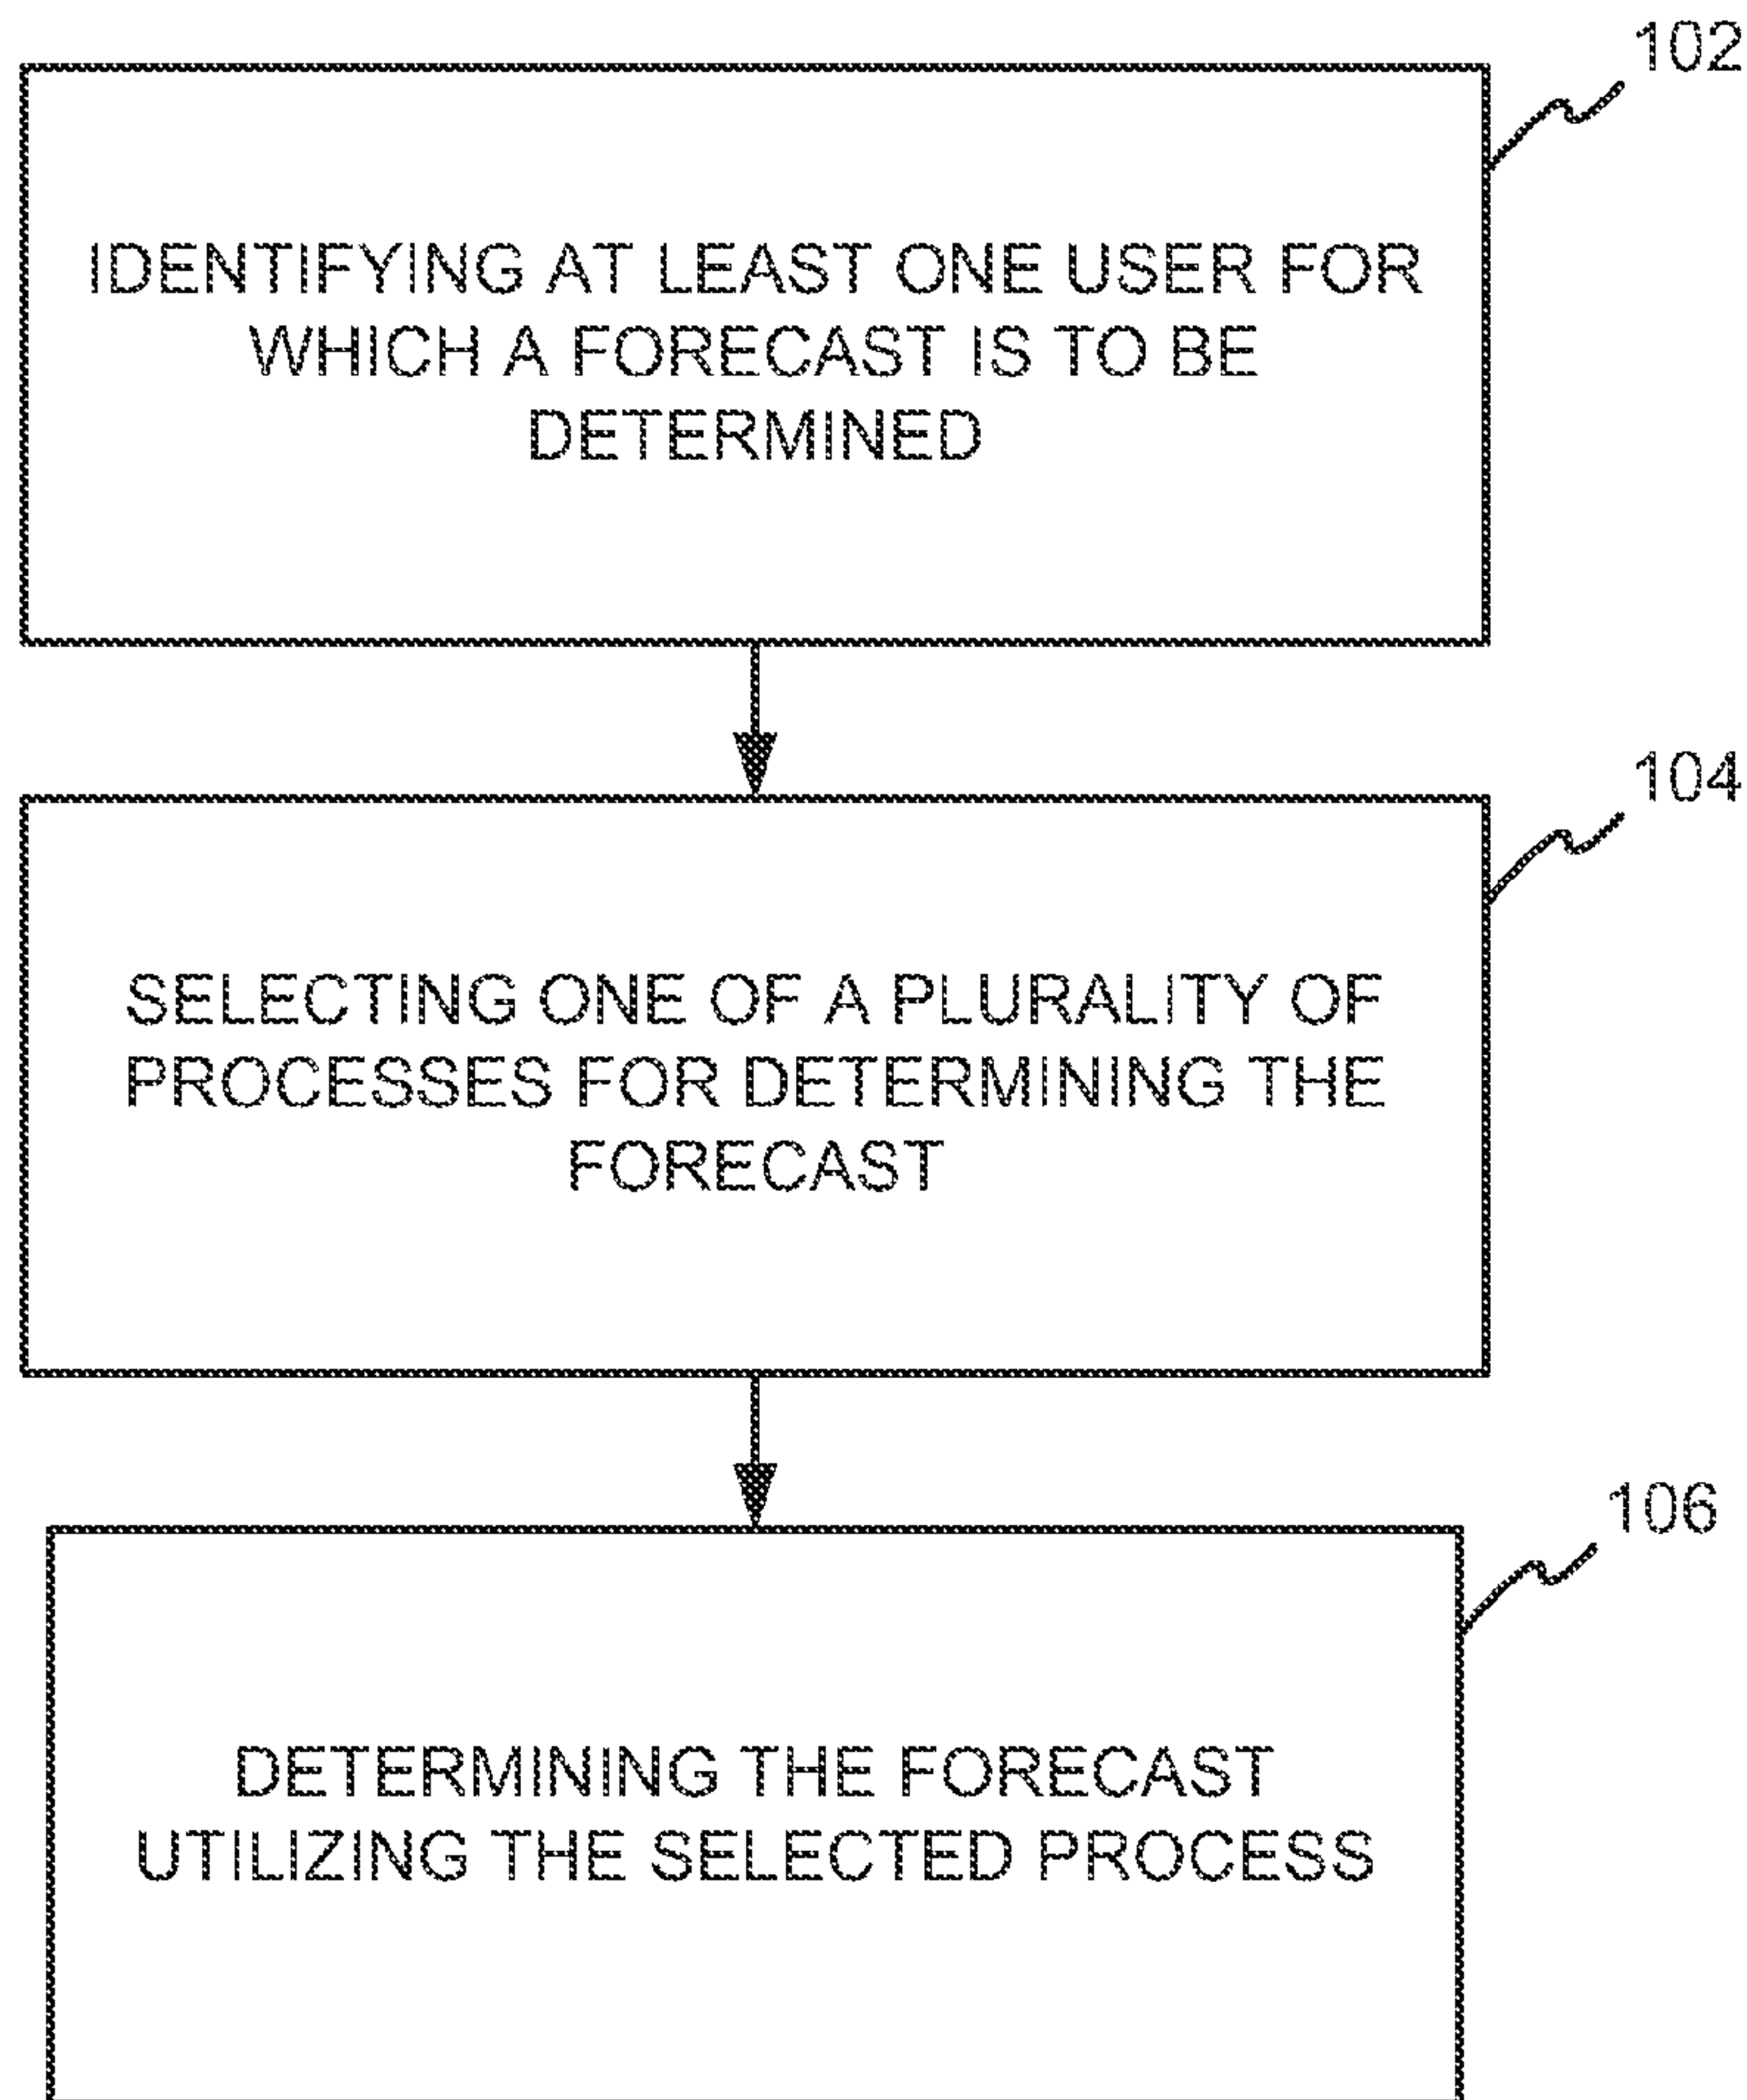 102
IDENTIFYING AT LEAST ONE USER FOR
WHICH A FORECAST IS TO BE
DETERMINED
104
SELECTING ONE OF A PLURALITY OF
PROCESSES FOR DETERMINING THE
FORECAST
106
DETERMINING THE FORECAST
UTILIZING THE SELECTED PROCESS